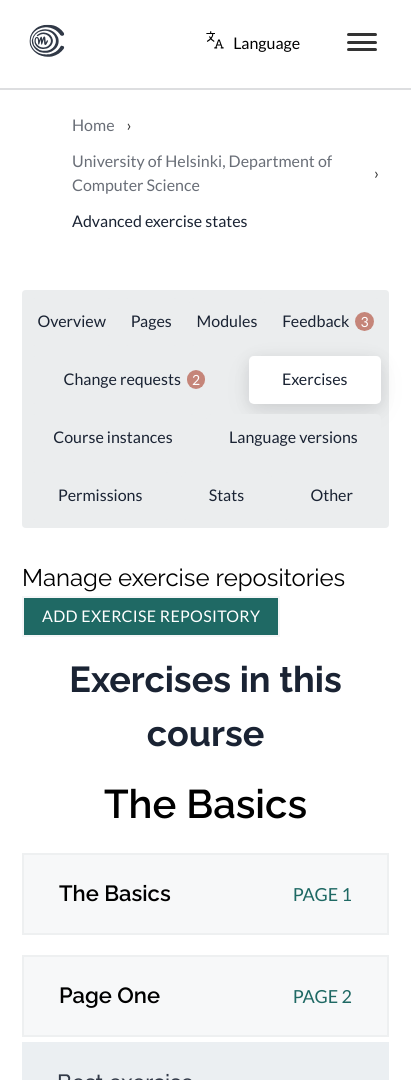 Language
Home ›
University of Helsinki, Department of
Computer Science ›
Advanced exercise states
Overview Pages Modules Feedback 3
Change requests 2 Exercises
Course instances Language versions
Permissions Stats Other
Manage exercise repositories
ADD EXERCISE REPOSITORY
Exercises in this
course
The Basics
The Basics PAGE 1
Page One PAGE 2
Best exercise